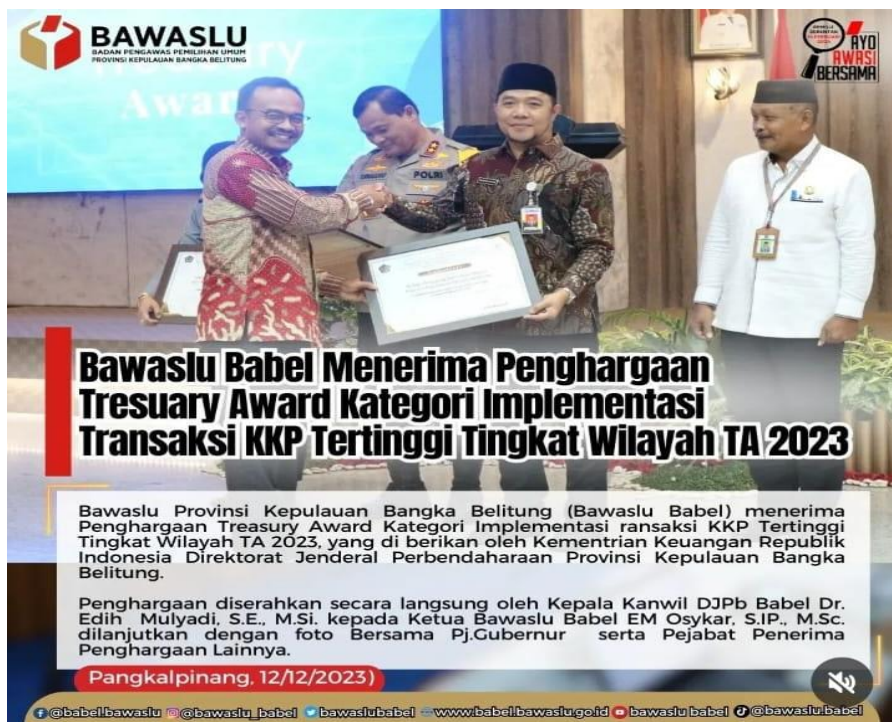 BAWASLU
BADAN PENGAWAS PEMILIHAN UMUM
PROVINSI KEPULAUAN BANGKA BELITUNG
AYO
AWASI
BERSAMA
Award
POLRI
Bawaslu Babel Menerima Penghargaan
Tresuary Award Kategori Implementasi
Transaksi KKP Tertinggi Tingkat Wilayah TA 2023
Bawaslu Provinsi Kepulauan Bangka Belitung (Bawaslu Babel) menerima
Penghargaan Treasury Award Kategori Implementasi ransaksi KKP Tertinggi
Tingkat Wilayah TA 2023, yang di berikan oleh Kementrian Keuangan Republik
Indonesia Direktorat Jenderal Perbendaharaan Provinsi Kepulauan Bangka
Belitung.
Penghargaan diserahkan secara langsung oleh Kepala Kanwil DJPb Babel Dr.
Edih Mulyadi, S.E., M.Si. kepada Ketua Bawaslu Babel EM Osykar, S.IP., M.Sc.
dilanjutkan dengan foto Bersama Pj.Gubernur serta Pejabat Penerima
Penghargaan Lainnya.
Pangkalpinang, 12/12/2023)
@babel.bawaslu @bawaslu_babel bawaslubabel www.babel.bawaslu.go.id bawaslu babel @bawaslu.babel